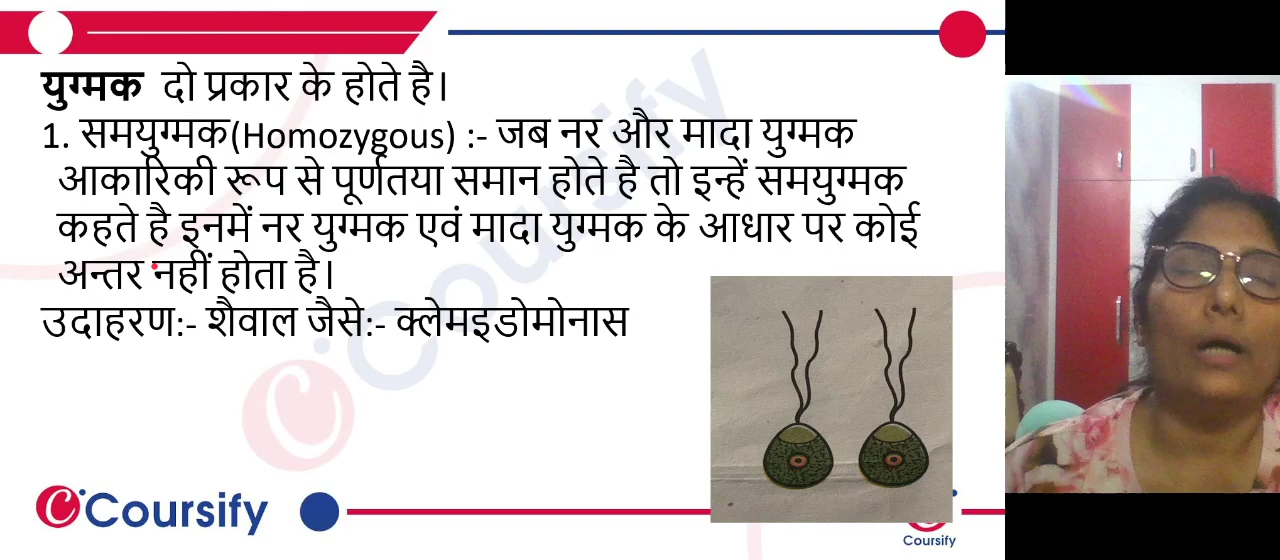 युग्मक दो प्रकार के होते है।
1. समयुग्मक(Homozygous) :- जब नर और मादा युग्मक
आकारिकी रूप से पूर्णतया समान होते है तो इन्हें समयुग्मक
कहते है इनमें नर युग्मक एवं मादा युग्मक के आधार पर कोई
अन्तर नहीं होता है।
उदाहरण:- शैवाल जैसे:- क्लेमइडोमोनास
Coursify
Coursify
Coursify